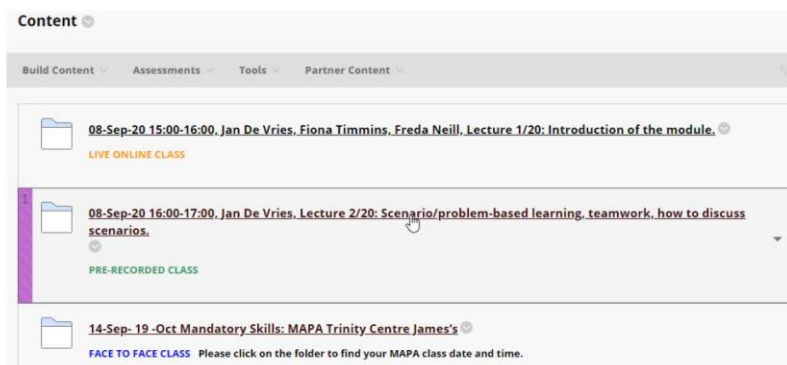 Content
Build Content Assessments Tools Partner Content
08-Sep-20 15:00-16:00, Jan De Vries, Fiona Timmins, Freda Neill, Lecture 1/20: Introduction of the module.
LIVE ONLINE CLASS
08-Sep-20 16:00-17:00, Jan De Vries, Lecture 2/20: Scenario/problem-based learning, teamwork, how to discuss
scenarios.
PRE-RECORDED CLASS
14-Sep- 19 -Oct Mandatory Skills: MAPA Trinity Centre James's
FACE TO FACE CLASS Please click on the folder to find your MAPA class date and time.